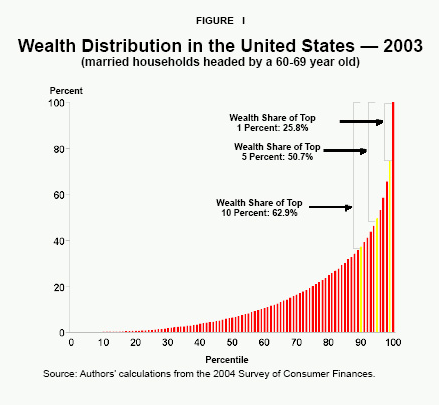 FIGURE I
Wealth Distribution in the United States — 2003
(married households headed by a 60-69 year old)
Percent
100
80
60
40
20
0
Wealth Share of Top
1 Percent: 25.8%
Wealth Share of Top
5 Percent: 50.7%
Wealth Share of Top
10 Percent: 62.9%
0 10 20 30 40 50 60 70 80 90 100
Percentile
Source: Authors' calculations from the 2004 Survey of Consumer Finances.